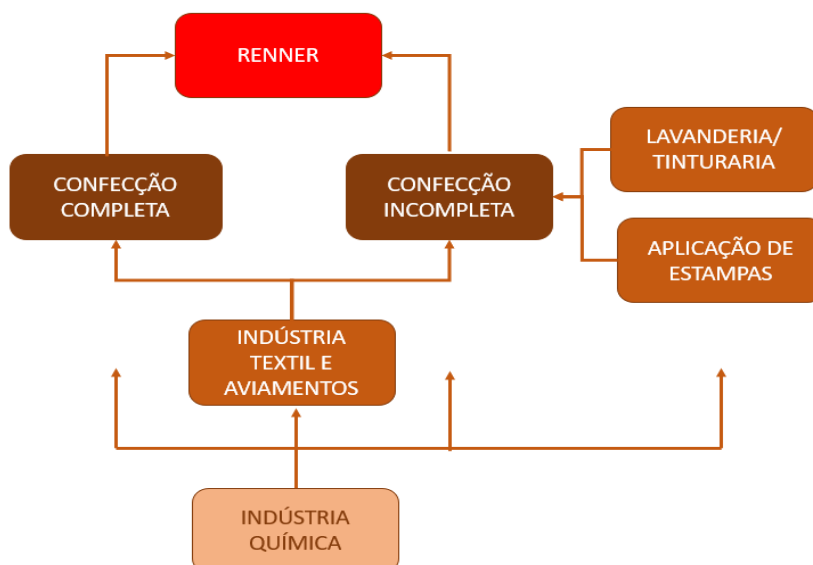 RENNER
CONFECÇÃO
COMPLETA
CONFECÇÃO
INCOMPLETA
LAVANDERIA/
TINTURARIA
APLICAÇÃO DE
ESTAMPAS
INDÚSTRIA
TEXTIL E
AVIAMENTOS
INDÚSTRIA
QUÍMICA